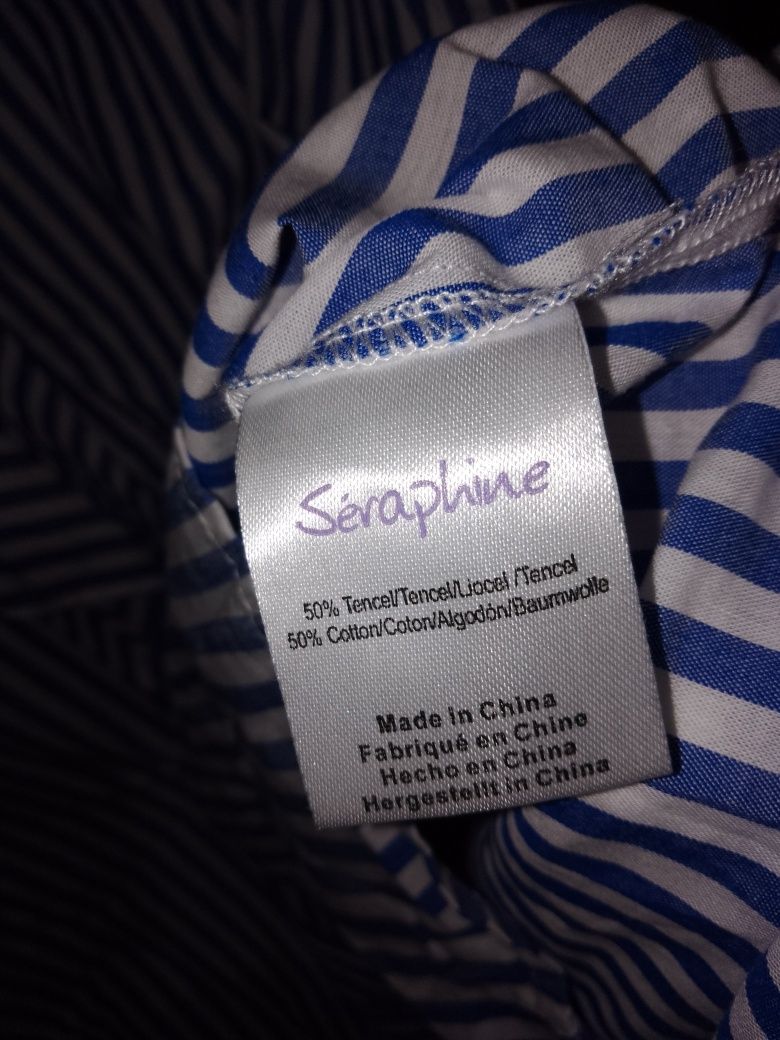 Séraphine
50% Tencel/Tencel/Liocel /Tencel
50% Cotton/Coton/Algodón/Baumwolle
Made in China
Fabriqué en Chine
Hecho en China
Hergestellt in China